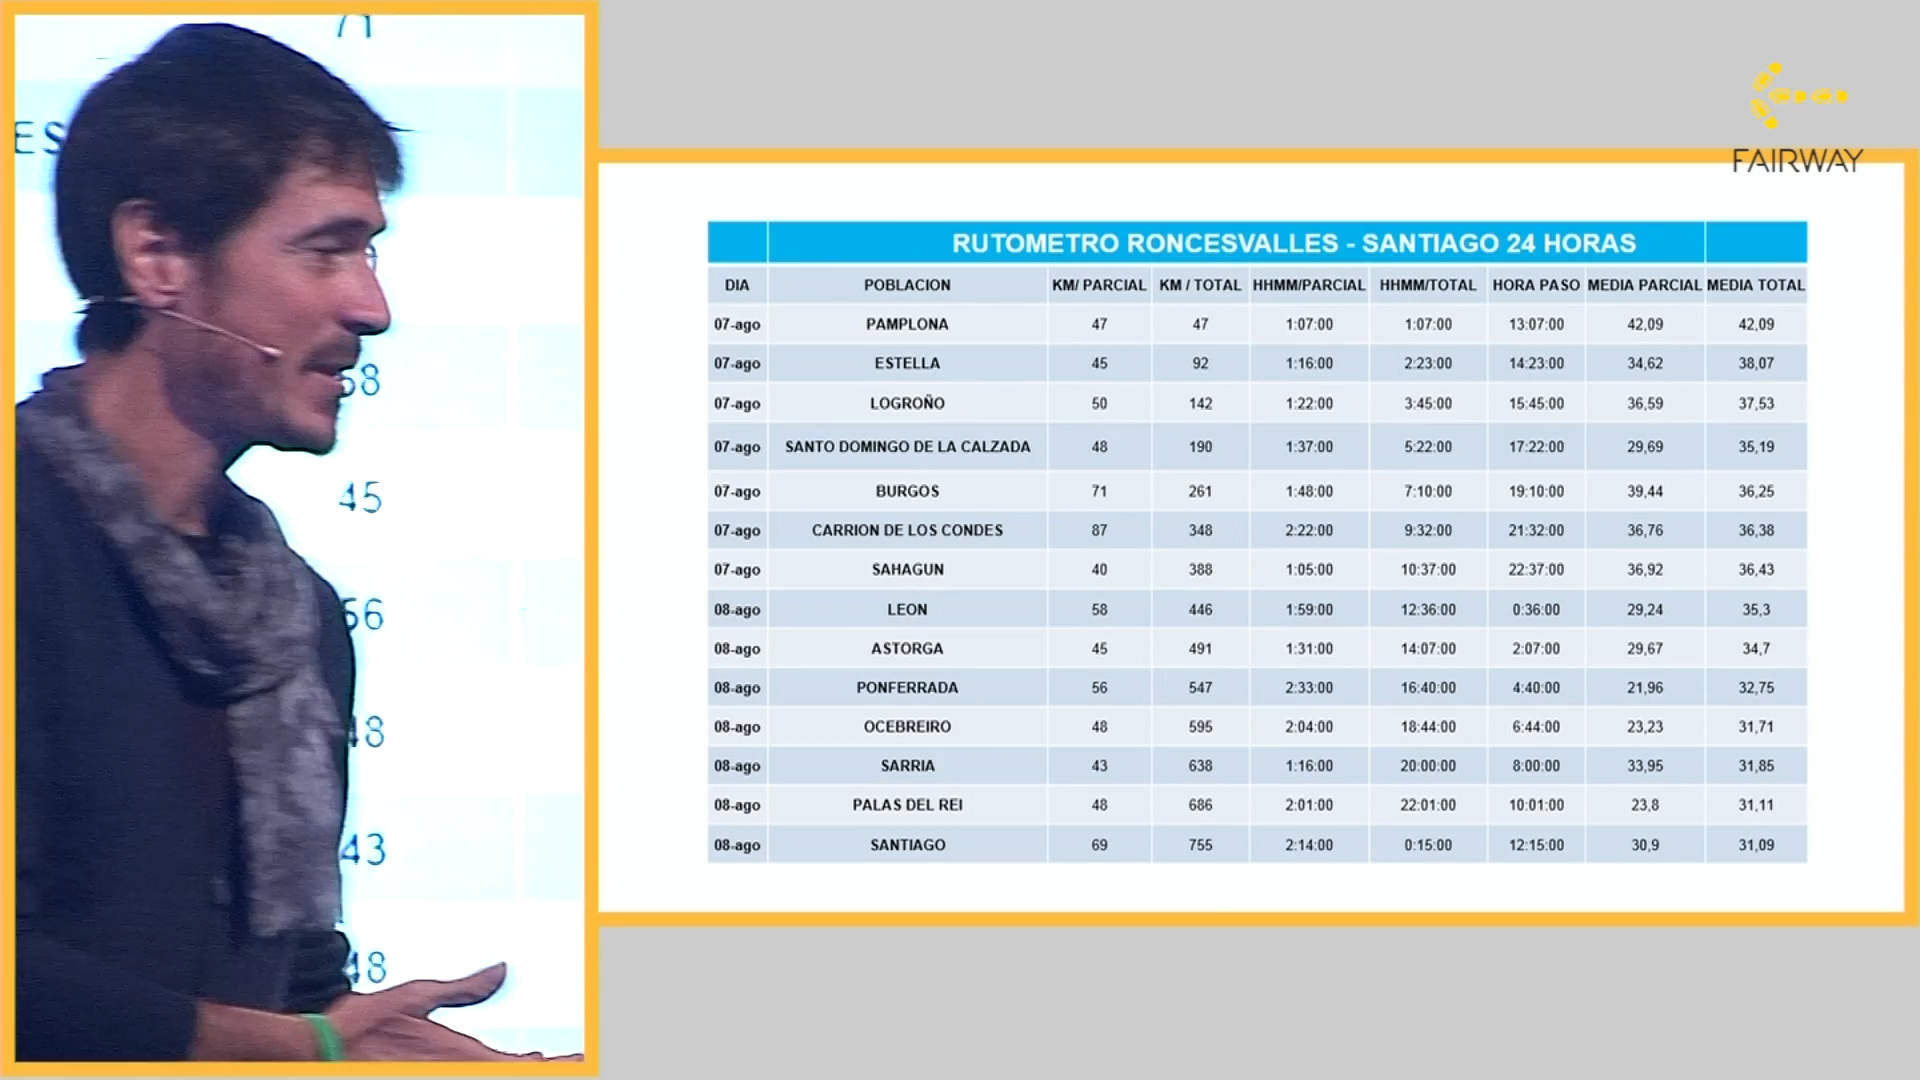 ES
58
45
56
48
43
48
FAIRWAY
RUTOMETRO RONCESVALLES - SANTIAGO 24 HORAS
DIA POBLACION KM/ PARCIAL KM / TOTAL HHMM/PARCIAL HHMM/TOTAL HORA PASO MEDIA PARCIAL MEDIA TOTAL
07-ago PAMPLONA 47 47 1:07:00 1:07:00 13:07:00 42,09 42,09
07-ago ESTELLA 45 92 1:16:00 2:23:00 14:23:00 34,62 38,07
07-ago LOGROÑO 50 142 1:22:00 3:45:00 15:45:00 36,59 37,53
07-ago SANTO DOMINGO DE LA CALZADA 48 190 1:37:00 5:22:00 17:22:00 29,69 35,19
07-ago BURGOS 71 261 1:48:00 7:10:00 19:10:00 39,44 36,25
07-ago CARRION DE LOS CONDES 87 348 2:22:00 9:32:00 21:32:00 36,76 36,38
07-ago SAHAGUN 40 388 1:05:00 10:37:00 22:37:00 36,92 36,43
08-ago LEON 58 446 1:59:00 12:36:00 0:36:00 29,24 35,3
08-ago ASTORGA 45 491 1:31:00 14:07:00 2:07:00 29,67 34,7
08-ago PONFERRADA 56 547 2:33:00 16:40:00 4:40:00 21,96 32,75
08-ago OCEBREIRO 48 595 2:04:00 18:44:00 6:44:00 23,23 31,71
08-ago SARRIA 43 638 1:16:00 20:00:00 8:00:00 33,95 31,85
08-ago PALAS DEL REI 48 686 2:01:00 22:01:00 10:01:00 23,8 31,11
08-ago SANTIAGO 69 755 2:14:00 0:15:00 12:15:00 30,9 31,09